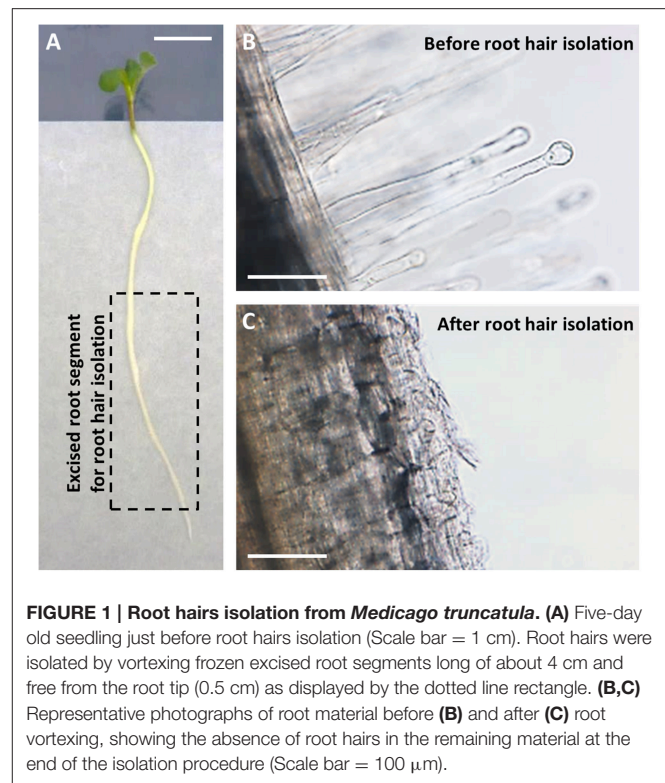 A
B
Before root hair isolation
Excised root segment
for root hair isolation
C
After root hair isolation
FIGURE 1 | Root hairs isolation from Medicago truncatula. (A) Five-day
old seedling just before root hairs isolation (Scale bar = 1 cm). Root hairs were
isolated by vortexing frozen excised root segments long of about 4 cm and
free from the root tip (0.5 cm) as displayed by the dotted line rectangle. (B,C)
Representative photographs of root material before (B) and after (C) root
vortexing, showing the absence of root hairs in the remaining material at the
end of the isolation procedure (Scale bar = 100 μm).